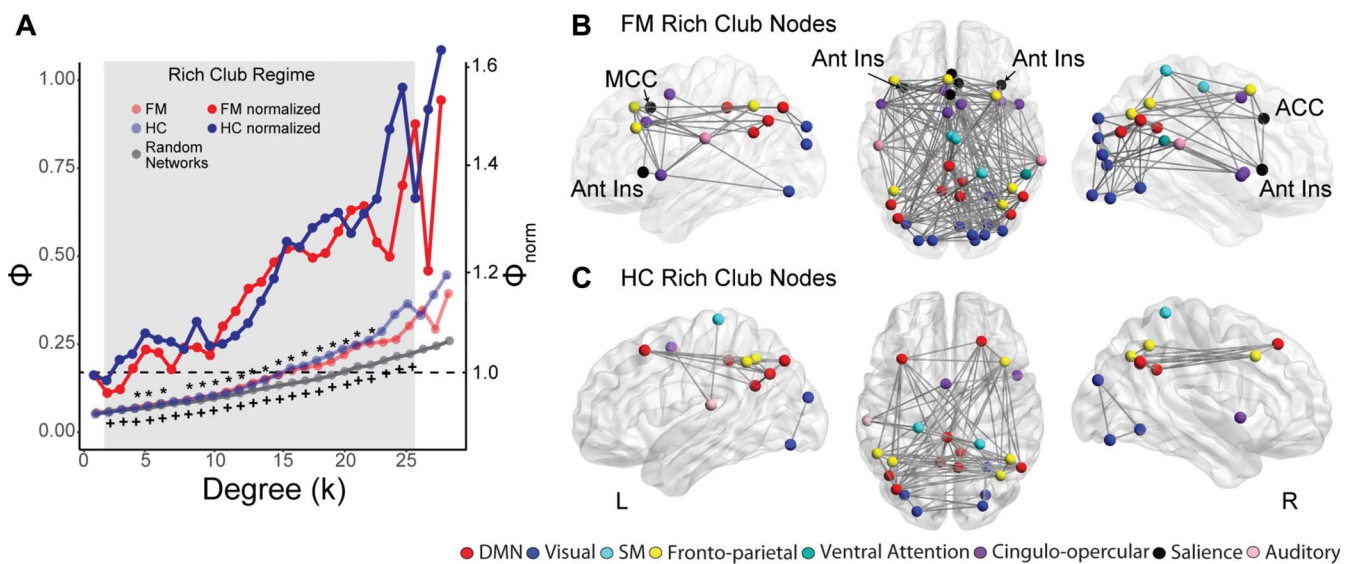 A
Rich Club Regime
FM
FM normalized
HC
HC normalized
Random
Networks
1.00
0.75
0.50
0.25
0.00
Φ
1.6
1.4
1.2
1.0
Φnorm
0
5
10
15
20
25
Degree (k)
* * * * * * * * * * * * * * * * * *
+ + + + + + + + + + + + + + + + + + + + + + + +
B
FM Rich Club Nodes
MCC
Ant Ins
Ant Ins
Ant Ins
ACC
Ant Ins
C
HC Rich Club Nodes
L
R
DMN Visual SM Fronto-parietal Ventral Attention Cingulo-opercular Salience Auditory